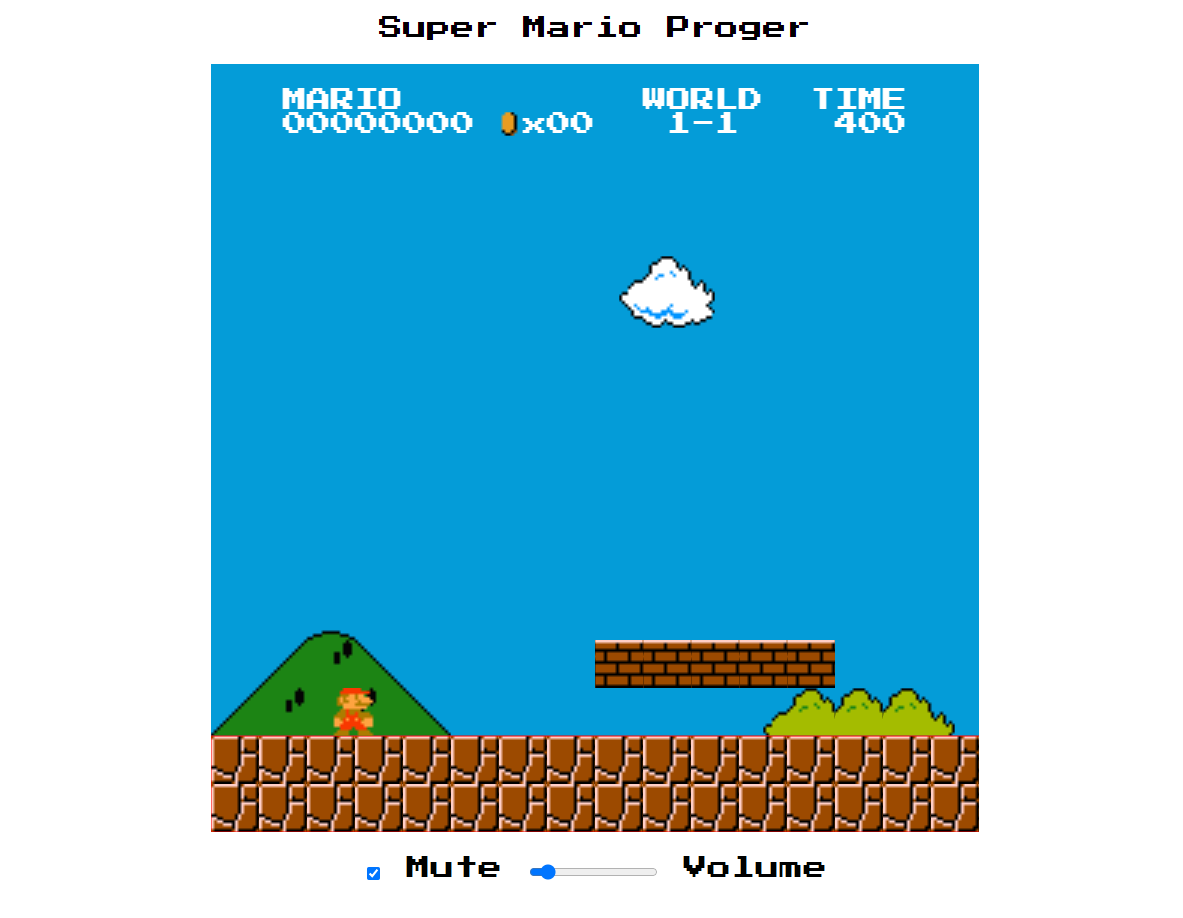 Super Mario Proger
MARIO WORLD TIME
00000000 x00 1-1 400
Mute Volume